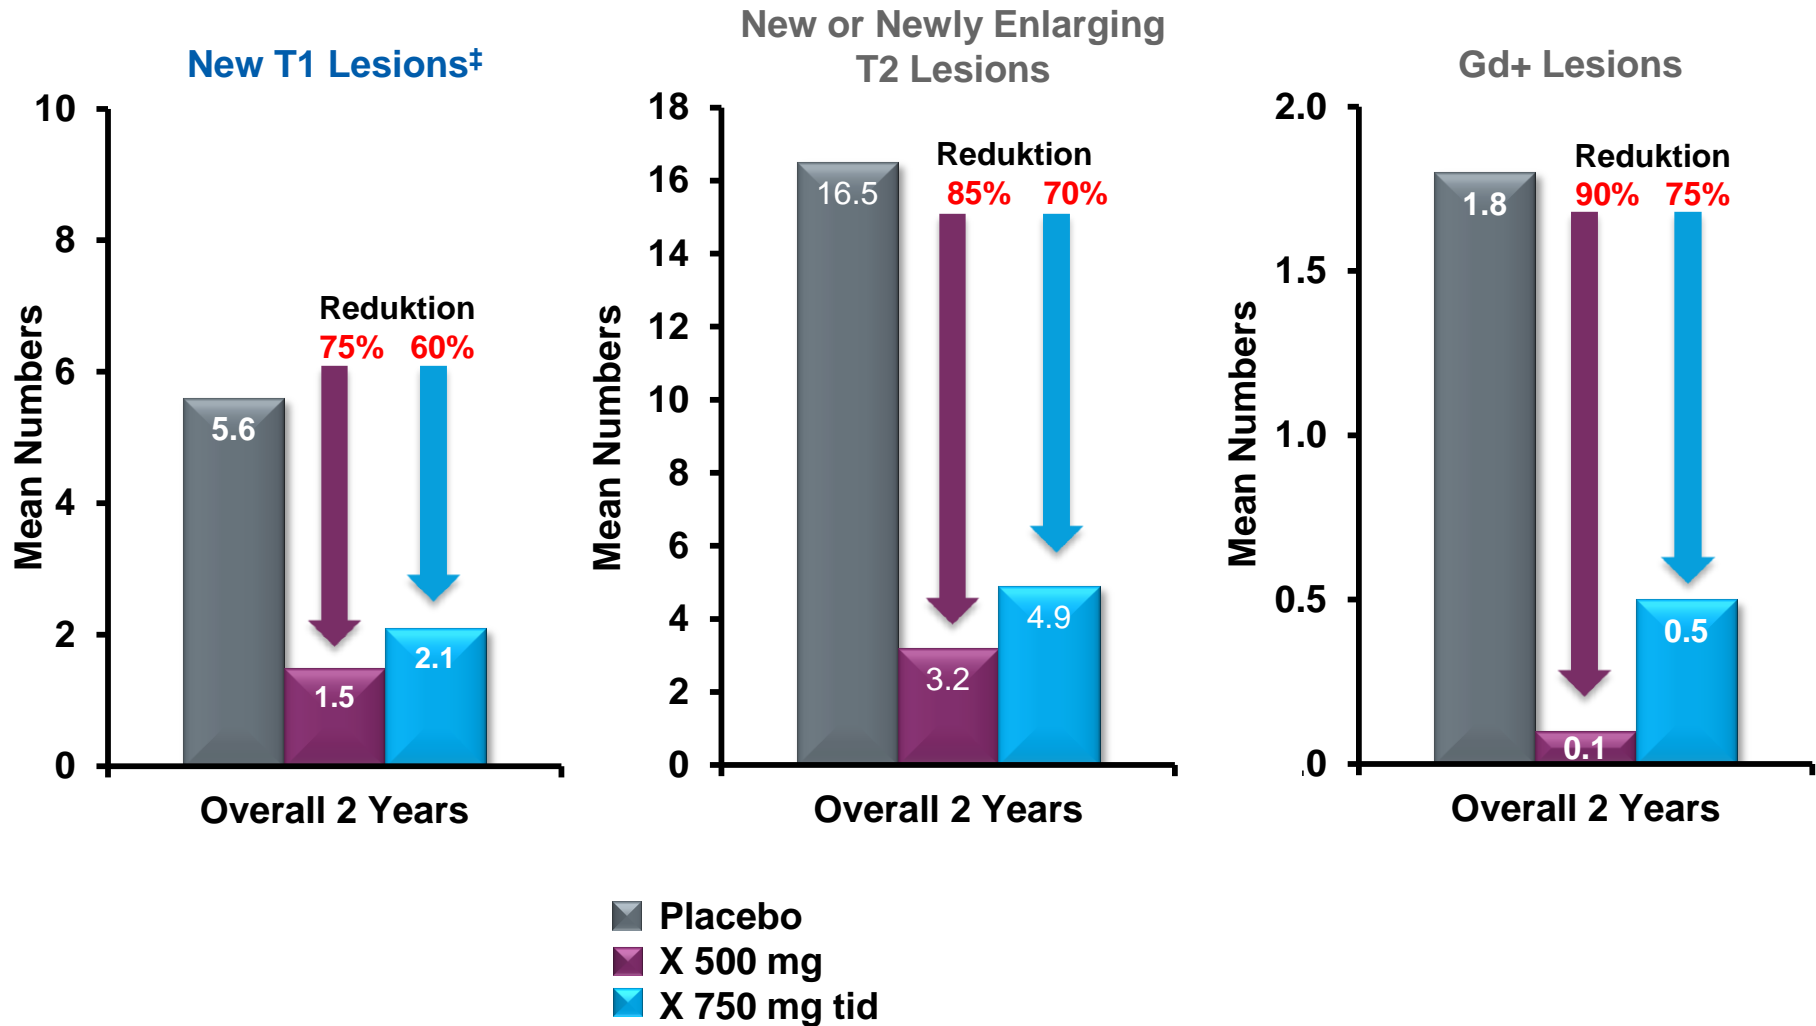 New T1 Lesions‡
10
8
6
4
2
0
Mean Numbers
Reduktion
75% 60%
5.6
1.5
2.1
Overall 2 Years
New or Newly Enlarging
T2 Lesions
18
16
14
12
10
8
6
4
2
0
Mean Numbers
Reduktion
85% 70%
16.5
3.2
4.9
Overall 2 Years
Gd+ Lesions
2.0
1.5
1.0
0.5
.0
Mean Numbers
Reduktion
90% 75%
1.8
0.1
0.5
Overall 2 Years
Placebo
X 500 mg
X 750 mg tid